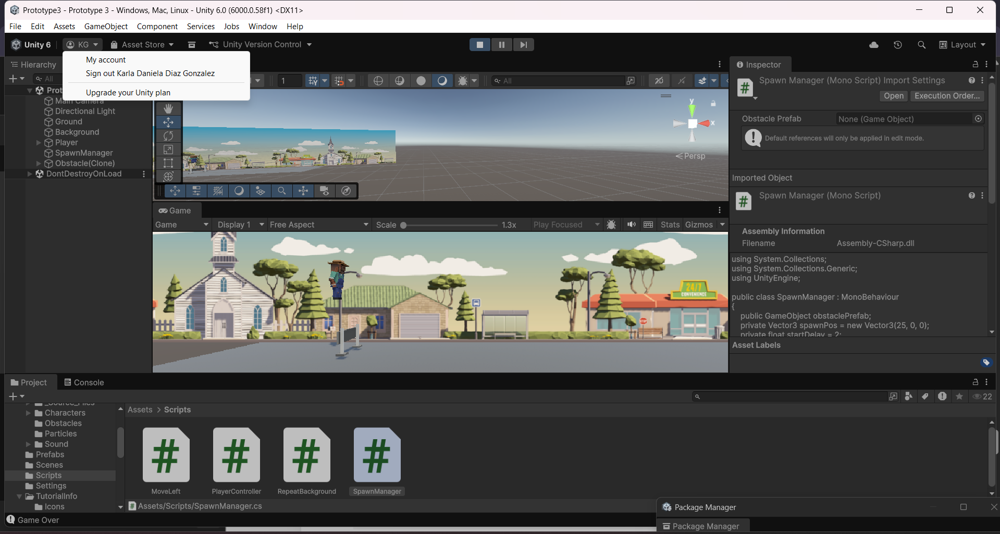 Prototype3 - Prototype 3 - Windows, Mac, Linux - Unity 6.0 (6000.0.58f1) <DX11>
File Edit Assets GameObject Component Services Jobs Window Help
Unity 6 KG Asset Store Unity Version Control Layout
My account
Sign out Karla Daniela Diaz Gonzalez
Upgrade your Unity plan
Hierarchy
All
Prot
Main Camera
Directional Light
Ground
Background
Player
SpawnManager
Obstacle(Clone)
DontDestroyOnLoad
1 All 2D
y
x
Persp
Game
Game Display 1 Free Aspect Scale 1.3x Play Focused Stats Gizmos
24/7
CONVENIENCE
STOP
Inspector
Spawn Manager (Mono Script) Import Settings
Open Execution Order...
Obstacle Prefab None (Game Object)
Default references will only be applied in edit mode.
Imported Object
Spawn Manager (Mono Script)
Assembly Information
Filename Assembly-CSharp.dll
using System.Collections;
using System.Collections.Generic;
using UnityEngine;
public class SpawnManager : MonoBehaviour
{
public GameObject obstaclePrefab;
private Vector3 spawnPos = new Vector3(25, 0, 0);
private float startDelay = 2;
Asset Labels
Project Console
22
_Source_Files
Characters
Obstacles
Particles
Sound
Prefabs
Scenes
Scripts
Settings
TutorialInfo
Icons
Assets > Scripts
MoveLeft PlayerController RepeatBackground SpawnManager
Assets/Scripts/SpawnManager.cs
Game Over
Package Manager
Package Manager